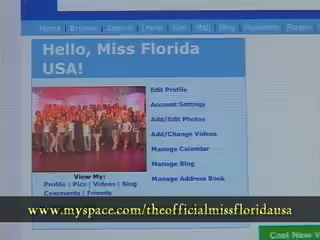 Home | Browse | Search | Invite | Film | Mail | Blog | Favorites | Forum
Hello, Miss Florida
USA!
Edit Profile
Account Settings
Add/Edit Photos
Add/Change Videos
Manage Calendar
Manage Blog
Manage Address Book
View My:
Profile | Pics | Videos | Blog
Comments | Friends
www.myspace.com/theofficialmissfloridausa
Cool New V